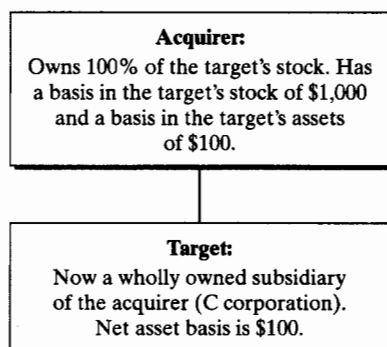 Acquirer:
Owns 100% of the target's stock. Has
a basis in the target's stock of $1,000
and a basis in the target's assets
of $100.
Target:
Now a wholly owned subsidiary
of the acquirer (C corporation).
Net asset basis is $100.